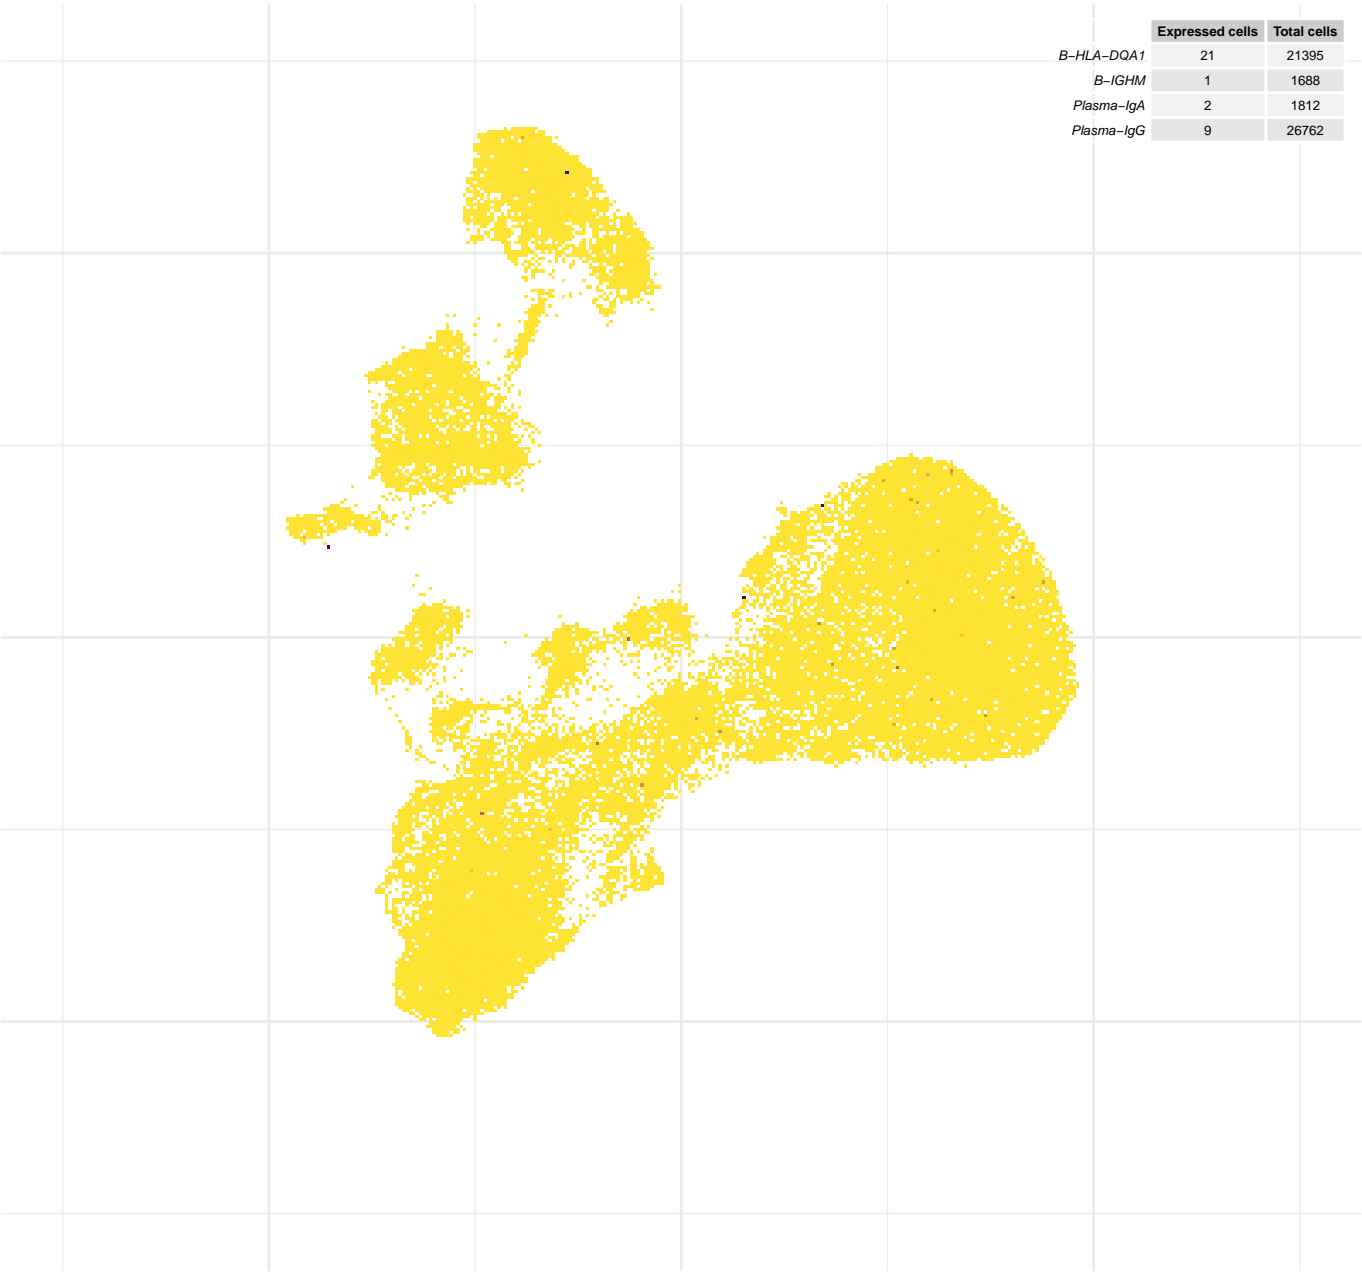 Expressed cells Total cells
B−HLA−DQA1 21 21395
B−IGHM 1 1688
Plasma−IgA 2 1812
Plasma−IgG 9 26762